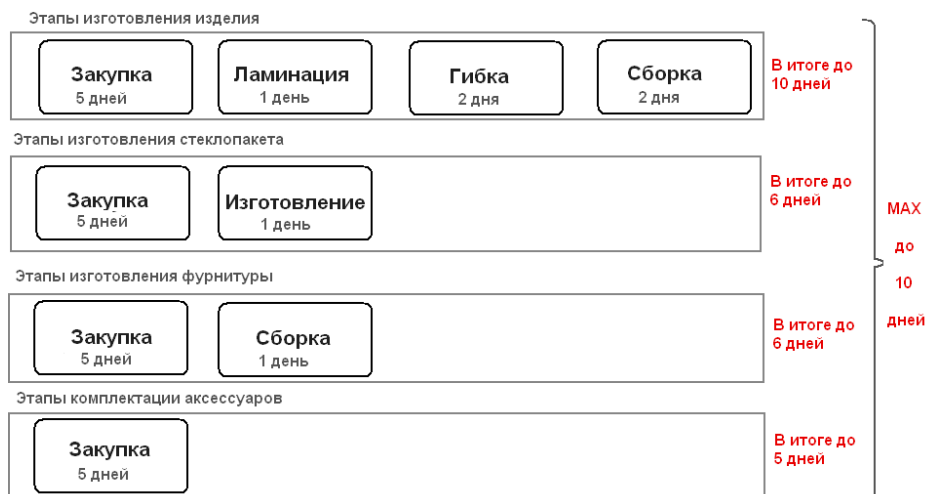 Этапы изготовления изделия
Закупка
5 дней
Ламинация
1 день
Гибка
2 дня
Сборка
2 дня
В итоге до
10 дней
Этапы изготовления стеклопакета
Закупка
5 дней
Изготовление
1 день
В итоге до
6 дней
Этапы изготовления фурнитуры
Закупка
5 дней
Сборка
1 день
В итоге до
6 дней
Этапы комплектации аксессуаров
Закупка
5 дней
В итоге до
5 дней
MAX
до
10
дней